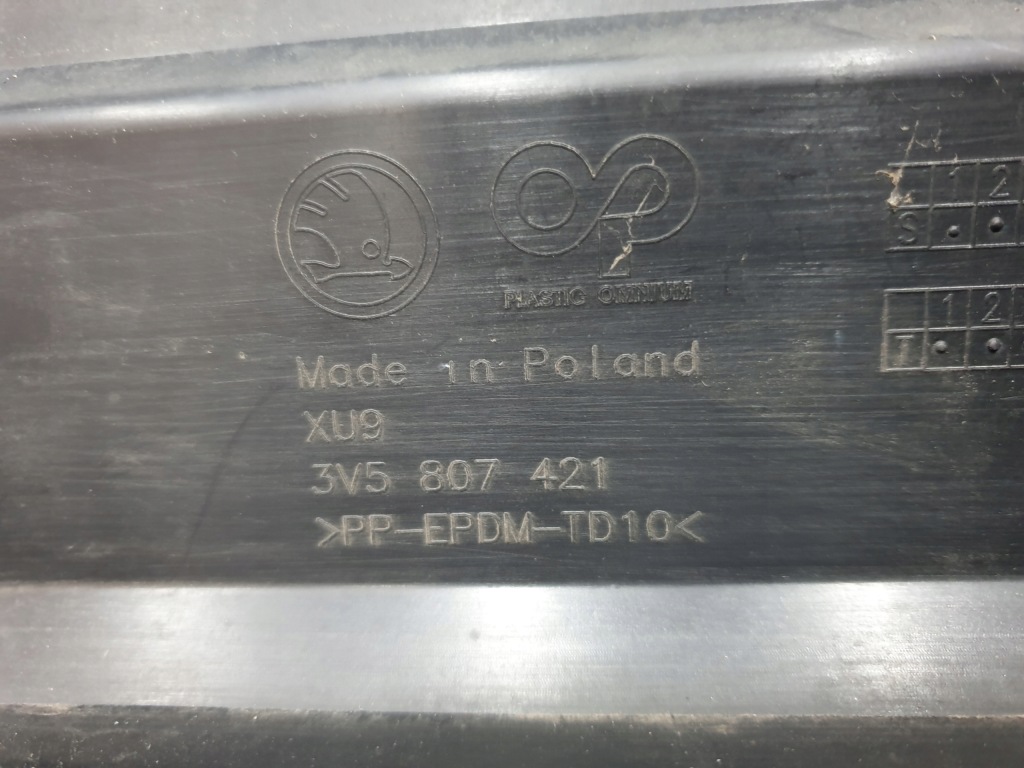 PLASTIC OMNIUM
Made in Poland
XU9
3V5 807 421
>PP-EPDM-TD10<
1 2
S
1 2
T